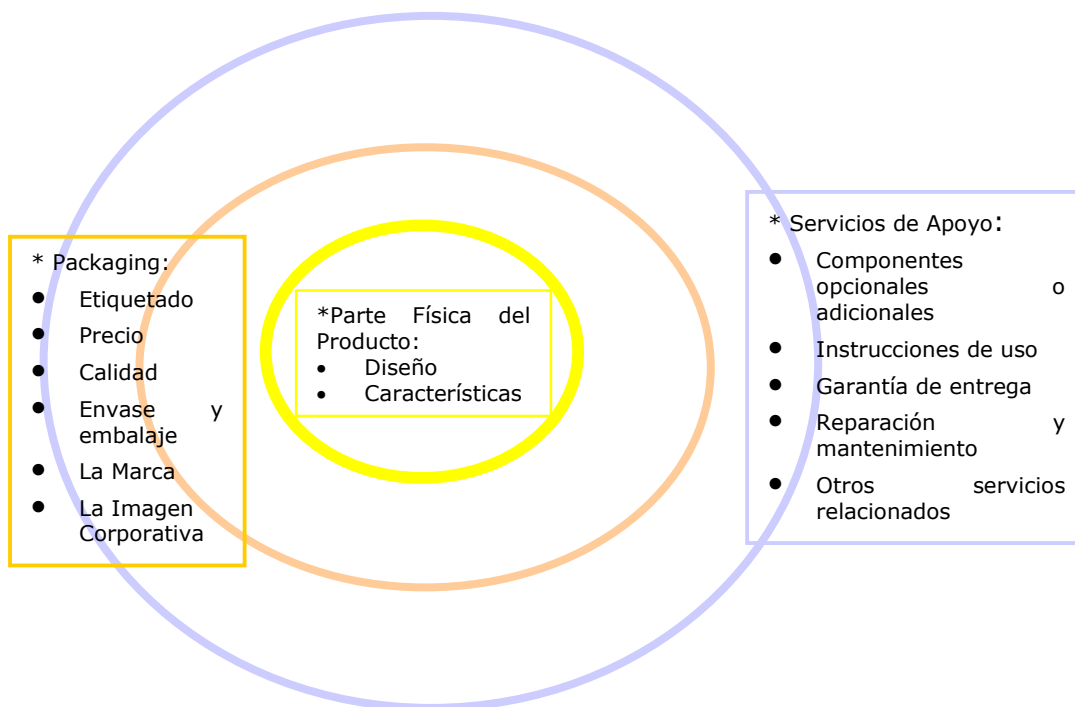 * Packaging:
● Etiquetado
● Precio
● Calidad
● Envase y
embalaje
● La Marca
● La Imagen
Corporativa
*Parte Física del
Producto:
• Diseño
• Características
* Servicios de Apoyo:
● Componentes
opcionales o
adicionales
● Instrucciones de uso
● Garantía de entrega
● Reparación y
mantenimiento
● Otros servicios
relacionados